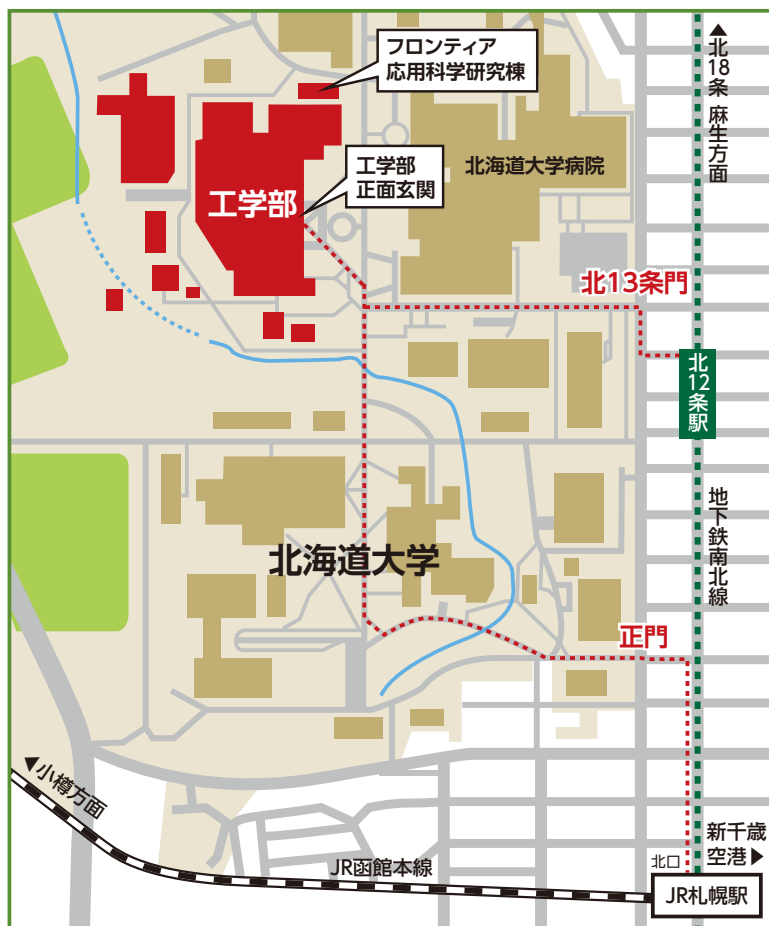 フロンティア
応用科学研究棟
▲北18条 麻生方面
工学部
正面玄関
北海道大学病院
工学部
北13条門
北12条駅
地下鉄南北線
北海道大学
正門
◀小樽方面
新千歳
空港▶
北口
JR函館本線
JR札幌駅